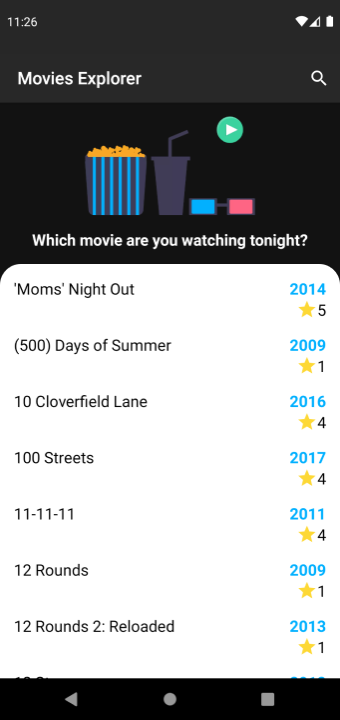 11:26
Movies Explorer
Which movie are you watching tonight?
'Moms' Night Out 2014
5
(500) Days of Summer 2009
1
10 Cloverfield Lane 2016
4
100 Streets 2017
4
11-11-11 2011
4
12 Rounds 2009
1
12 Rounds 2: Reloaded 2013
1